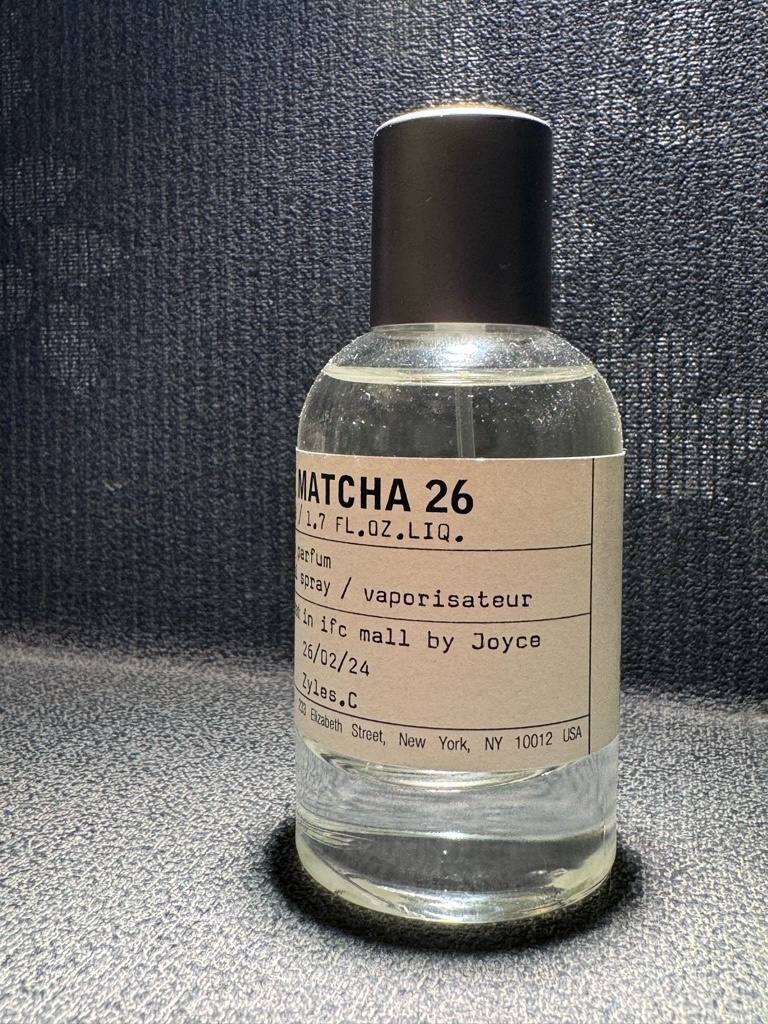 MATCHA 26
/ 1.7 FL.OZ.LIQ.
parfum
spray / vaporisateur
in ifc mall by Joyce
26/02/24
Zyles.C
233 Elizabeth Street, New York, NY 10012 USA